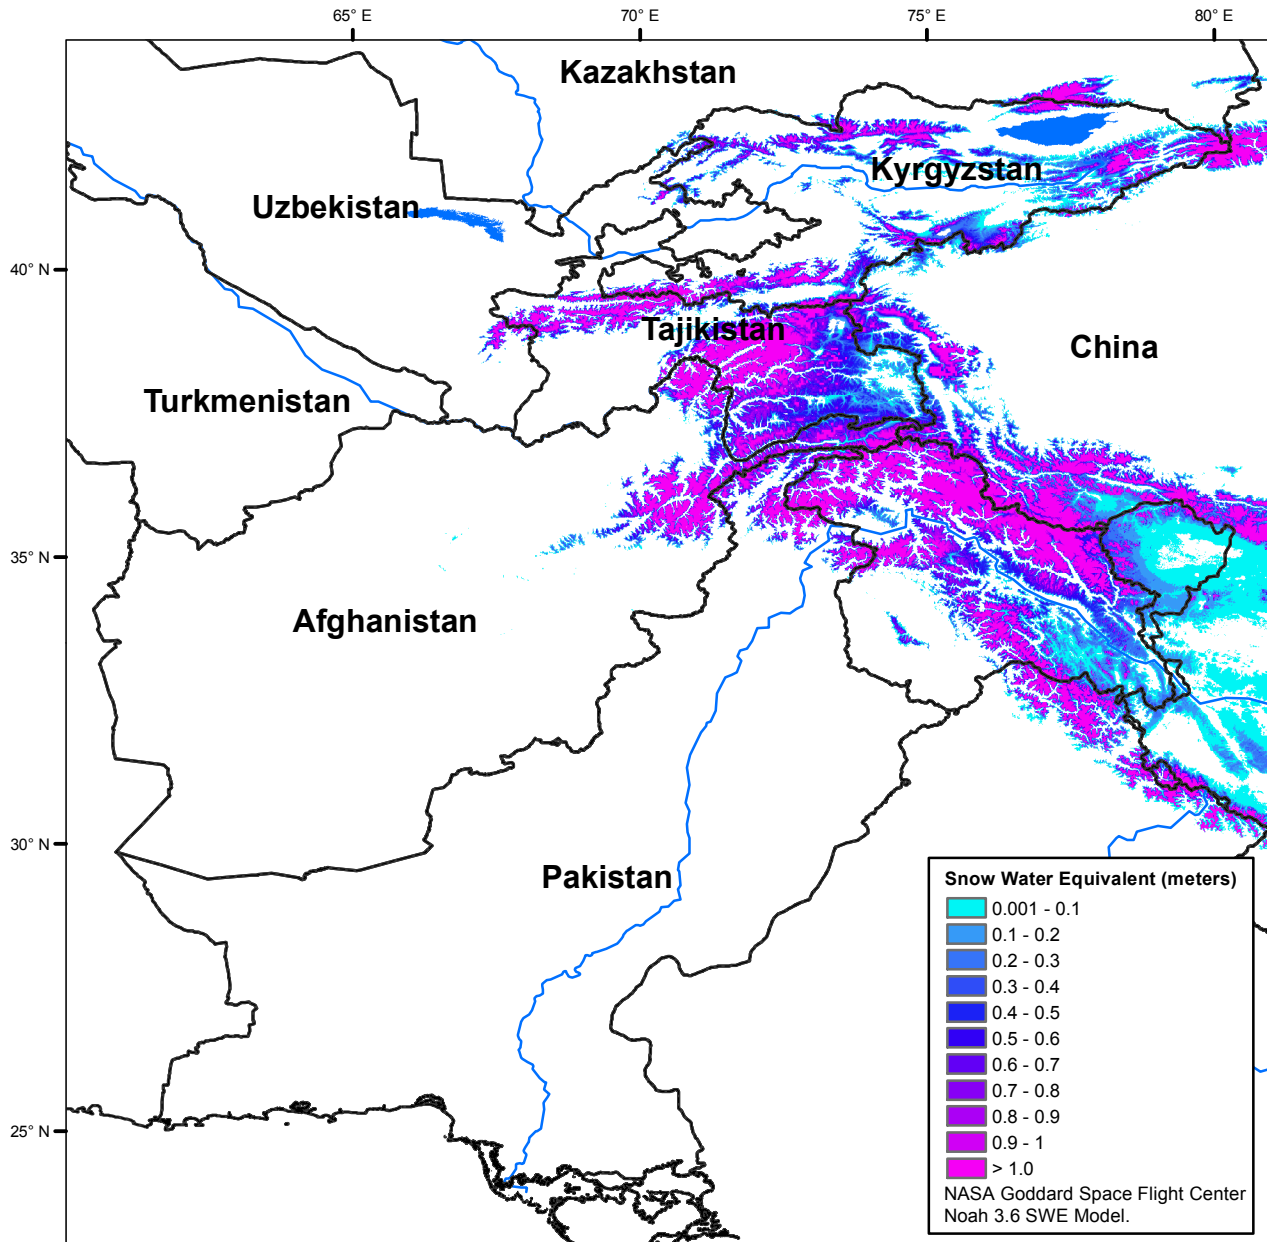 65° E
70° E
75° E
80° E
Kazakhstan
Kyrgyzstan
Uzbekistan
40° N
Tajikistan
China
Turkmenistan
35° N
Afghanistan
30° N
Pakistan
25° N
Snow Water Equivalent (meters)
0.001 - 0.1
0.1 - 0.2
0.2 - 0.3
0.3 - 0.4
0.4 - 0.5
0.5 - 0.6
0.6 - 0.7
0.7 - 0.8
0.8 - 0.9
0.9 - 1
> 1.0
NASA Goddard Space Flight Center
Noah 3.6 SWE Model.